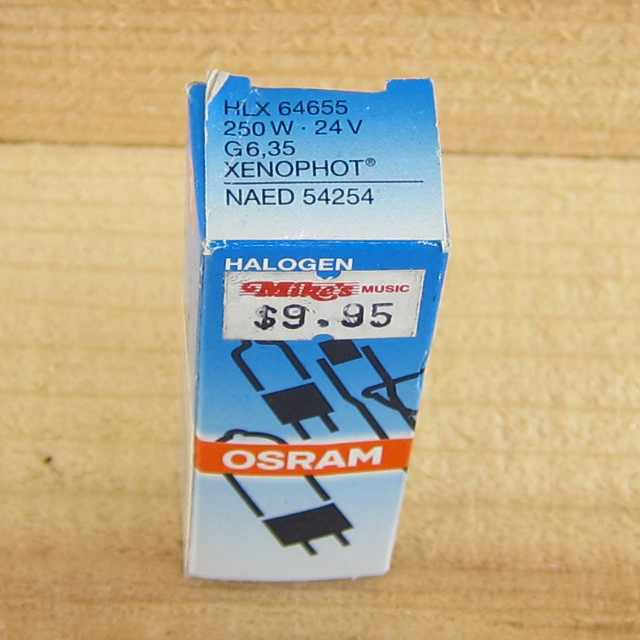 HLX 64655
250 W · 24 V
G6,35
XENOPHOT®
NAED 54254
HALOGEN
Mike's MUSIC
$9.95
OSRAM